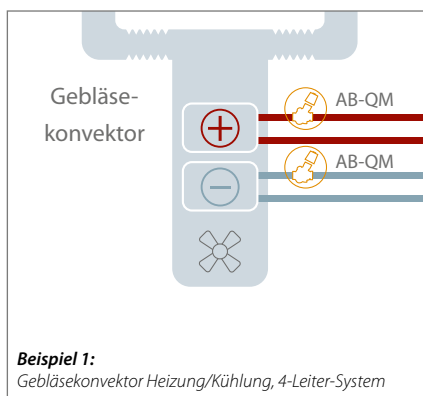 Gebläse-
konvektor
AB-QM
AB-QM
Beispiel 1:
Gebläsekonvektor Heizung/Kühlung, 4-Leiter-System